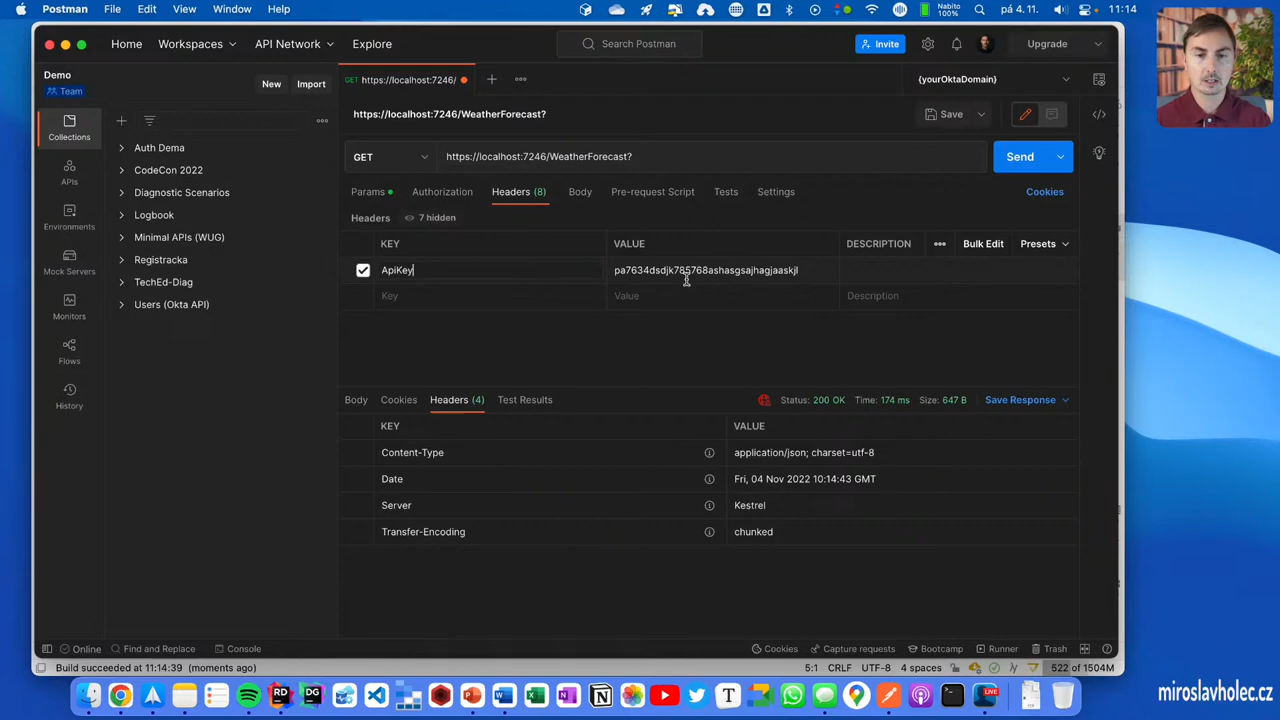 Postman File Edit View Window Help Nabito 100% pá 4. 11. 11:14
Home Workspaces API Network Explore Search Postman Invite Upgrade
Demo
Team
New Import
GET https://localhost:7246/
{yourOktaDomain}
https://localhost:7246/WeatherForecast?
Save
GET https://localhost:7246/WeatherForecast? Send
Params Authorization Headers (8) Body Pre-request Script Tests Settings Cookies
Headers 7 hidden
KEY VALUE DESCRIPTION Bulk Edit Presets
ApiKey pa7634dsdjk785768ashasgsajhagjaaskjl
Key Value Description
Collections
APIs
Environments
Mock Servers
Monitors
Flows
History
Auth Dema
CodeCon 2022
Diagnostic Scenarios
Logbook
Minimal APIs (WUG)
Registracka
TechEd-Diag
Users (Okta API)
Body Cookies Headers (4) Test Results Status: 200 OK Time: 174 ms Size: 647 B Save Response
KEY VALUE
Content-Type application/json; charset=utf-8
Date Fri, 04 Nov 2022 10:14:43 GMT
Server Kestrel
Transfer-Encoding chunked
Online Find and Replace Console Cookies Capture requests Bootcamp Runner Trash
Build succeeded at 11:14:39 (moments ago) 5:1 CRLF UTF-8 4 spaces 522 of 1504M
miroslavholec.cz